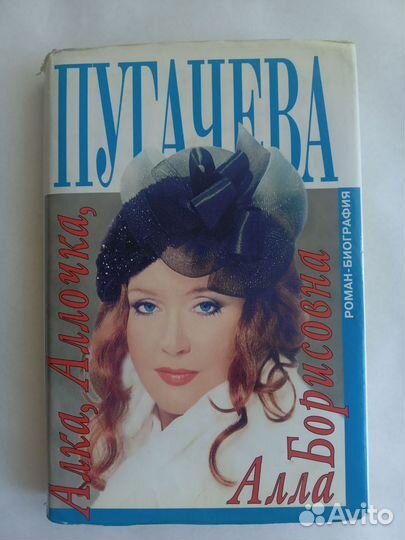 ПУГАЧЕВА
Алка, Аллочка,
Алла
Борисовна
РОМАН-БИОГРАФИЯ
Avito